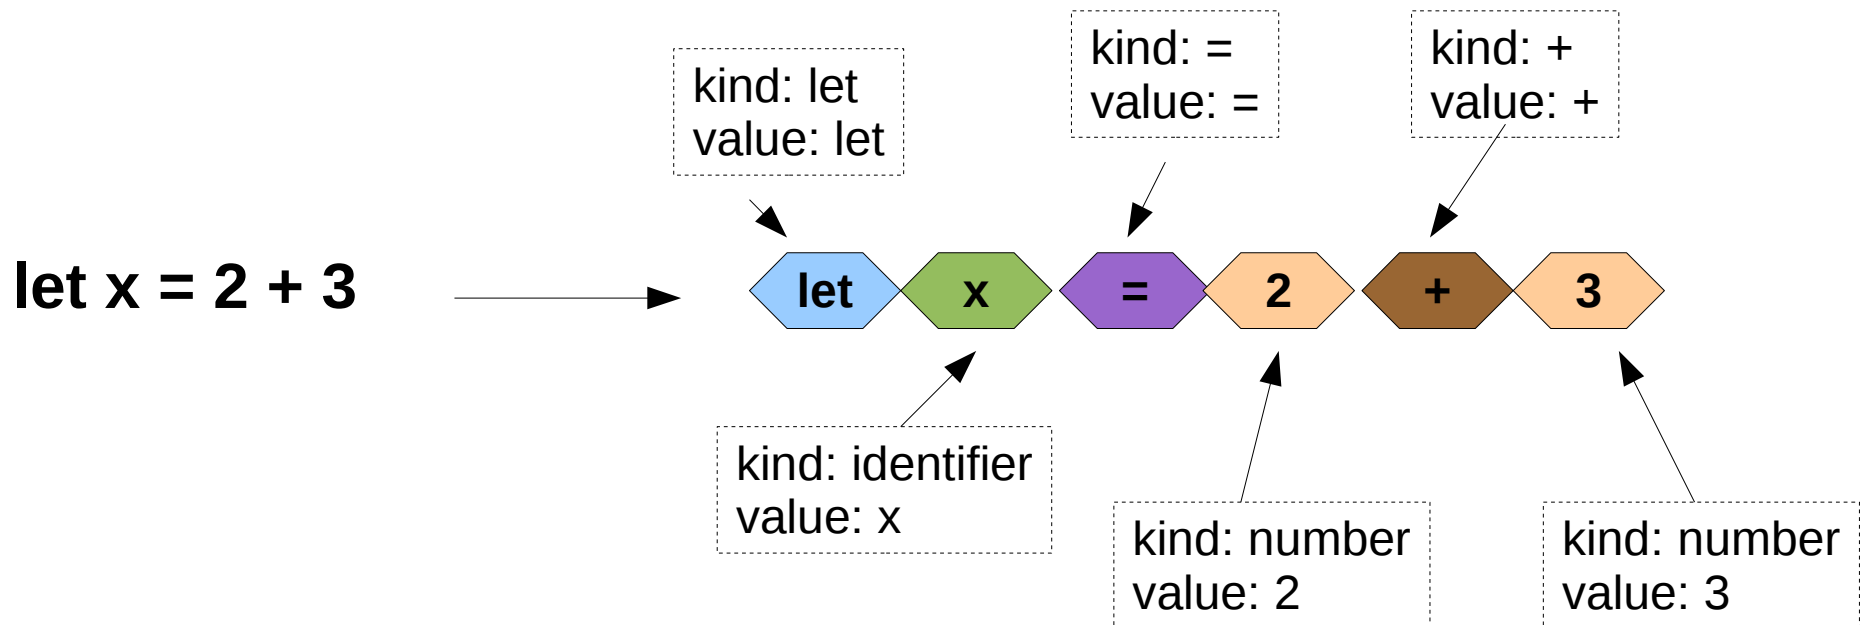 kind: let
value: let
kind: =
value: =
kind: +
value: +
let x = 2 + 3
let
x
=
2
+
3
kind: identifier
value: x
kind: number
value: 2
kind: number
value: 3